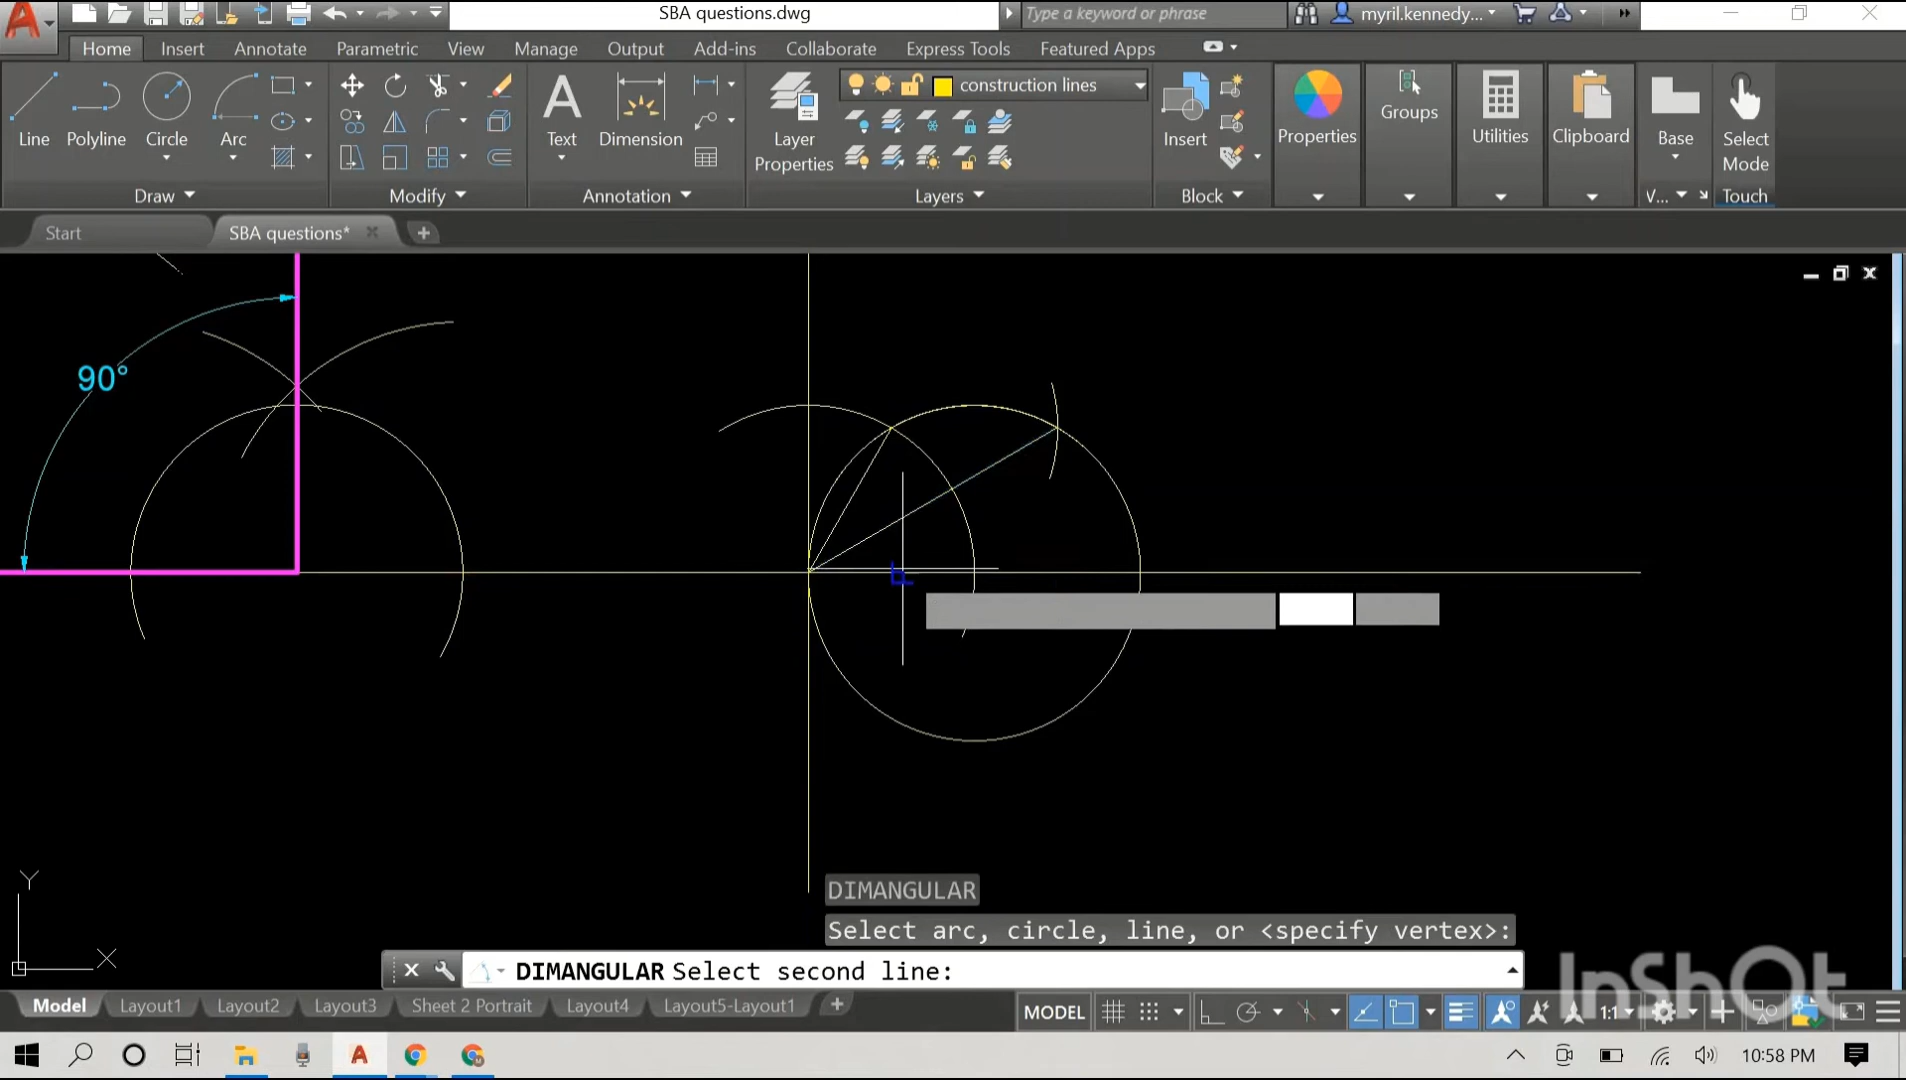 SBA questions.dwg
Type a keyword or phrase
myril.kennedy...
Home Insert Annotate Parametric View Manage Output Add-ins Collaborate Express Tools Featured Apps
Line Polyline Circle Arc
Text Dimension
Layer Properties
construction lines
Insert
Properties Groups Utilities Clipboard Base
Select Mode
Draw Modify Annotation Layers Block V... Touch
Start SBA questions* +
90°
Y
X
DIMANGULAR
Select arc, circle, line, or <specify vertex>:
DIMANGULAR Select second line:
InShOt
Model Layout1 Layout2 Layout3 Sheet 2 Portrait Layout4 Layout5-Layout1 +
MODEL 1:1
10:58 PM